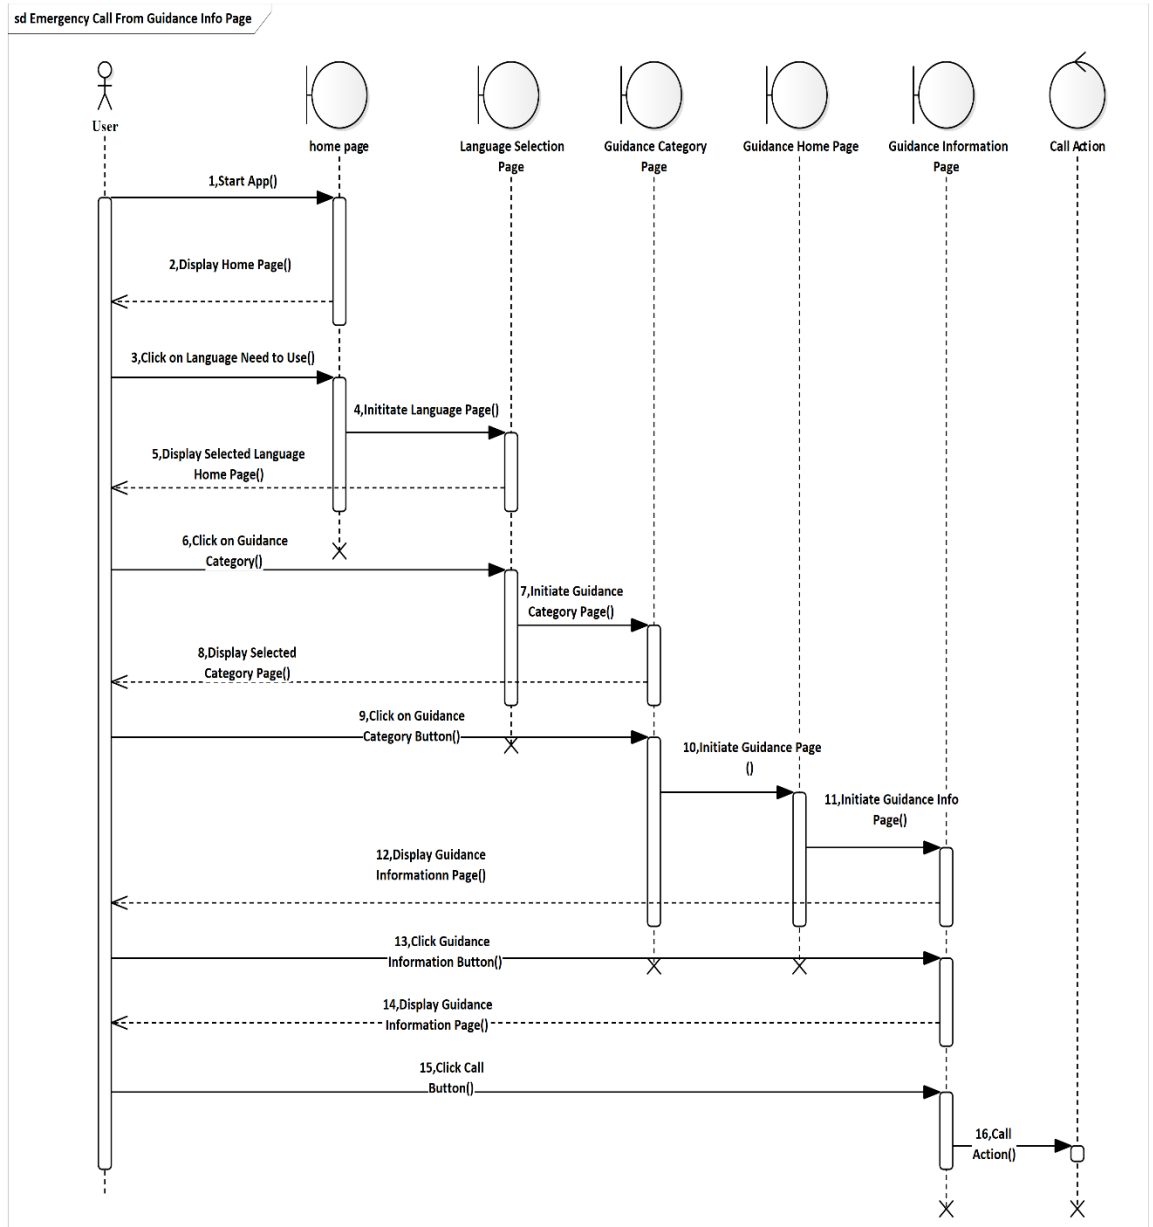 sd Emergency Call From Guidance Info Page
User
home page
Language Selection
Page
Guidance Category
Page
Guidance Home Page
Guidance Information
Page
Call Action
1,Start App()
2,Display Home Page()
3,Click on Language Need to Use()
4,Inititate Language Page()
5,Display Selected Language
Home Page()
6,Click on Guidance
Category()
7,Initiate Guidance
Category Page()
8,Display Selected
Category Page()
9,Click on Guidance
Category Button()
10,Initiate Guidance Page
()
11,Initiate Guidance Info
Page()
12,Display Guidance
Informationn Page()
13,Click Guidance
Information Button()
14,Display Guidance
Information Page()
15,Click Call
Button()
16,Call
Action()